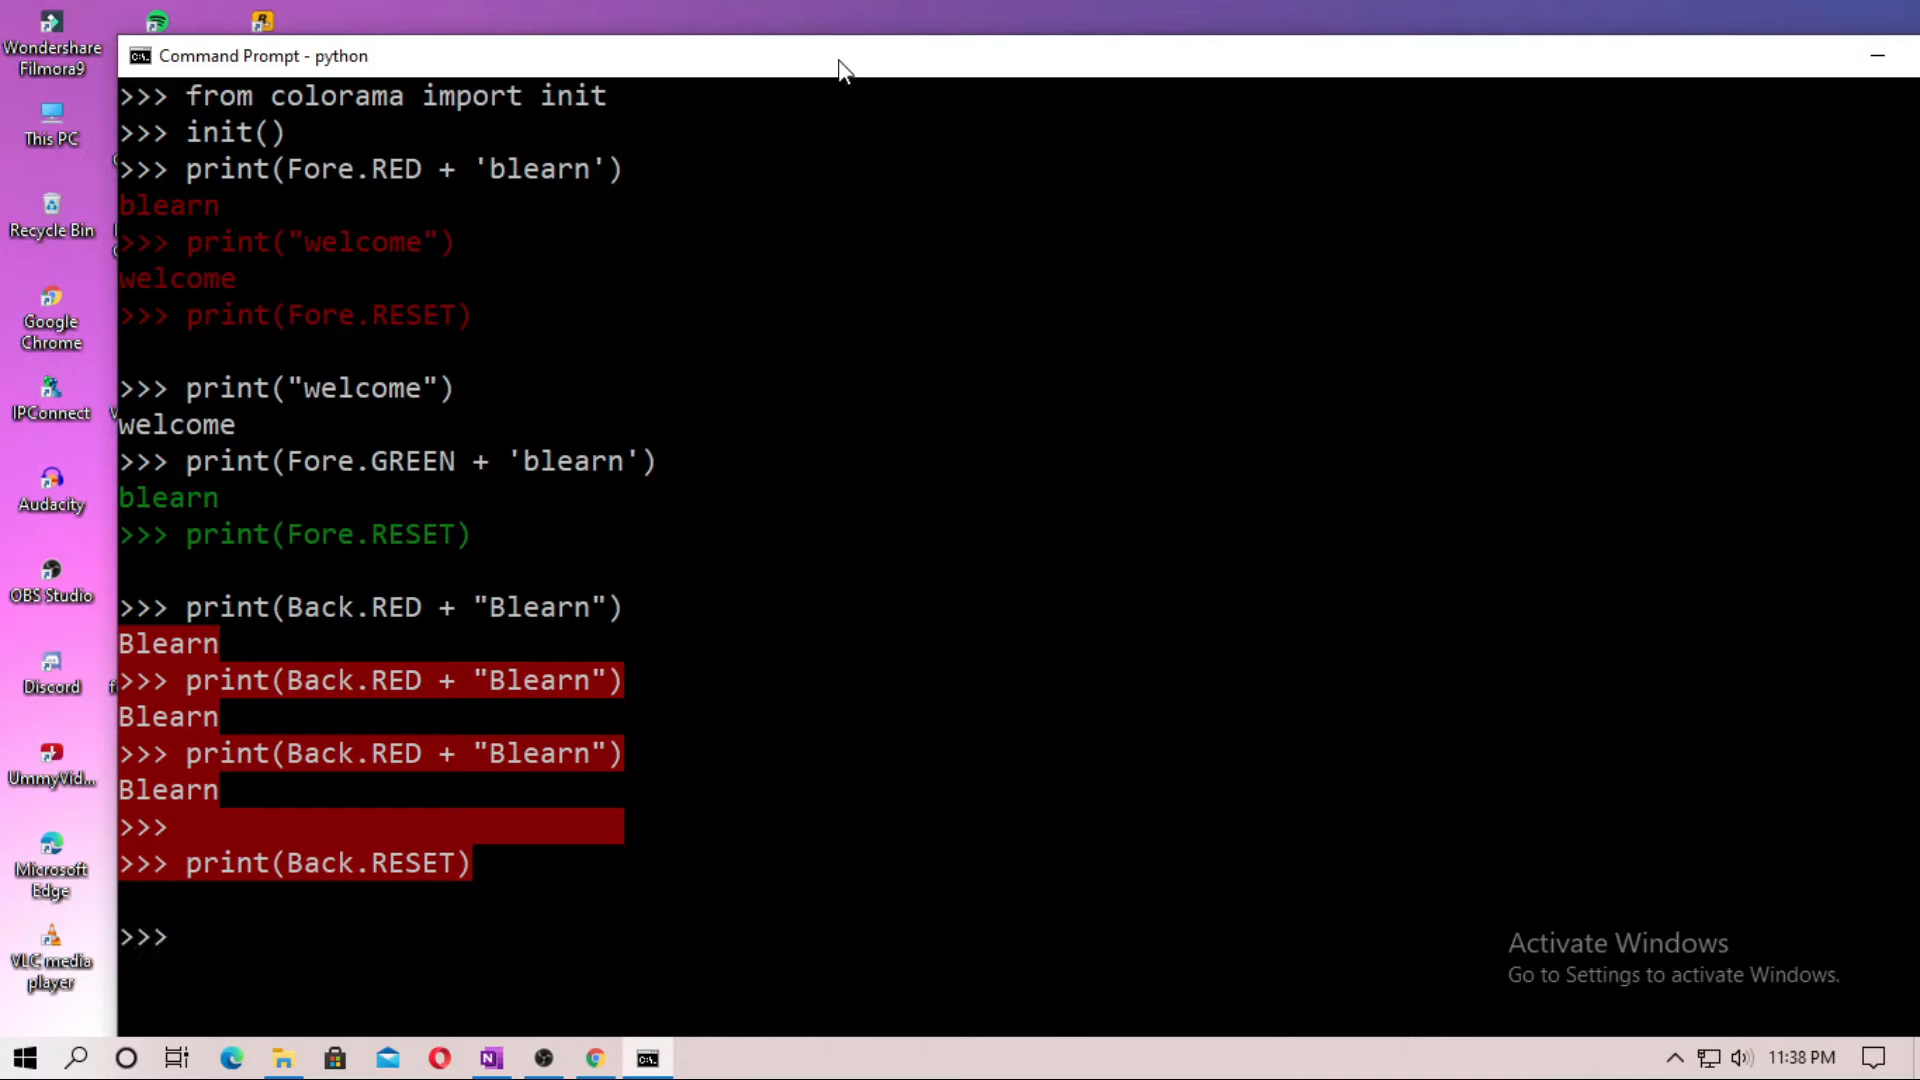 Wondershare
Filmora9
This PC
Recycle Bin
Google
Chrome
IPConnect
Audacity
OBS Studio
Discord
UmmyVid...
Microsoft
Edge
VLC media
player
Command Prompt - python
>>> from colorama import init
>>> init()
>>> print(Fore.RED + 'blearn')
blearn
>>> print("welcome")
welcome
>>> print(Fore.RESET)
>>> print("welcome")
welcome
>>> print(Fore.GREEN + 'blearn')
blearn
>>> print(Fore.RESET)
>>> print(Back.RED + "Blearn")
Blearn
>>> print(Back.RED + "Blearn")
Blearn
>>> print(Back.RED + "Blearn")
Blearn
>>>
>>> print(Back.RESET)
>>>
Activate Windows
Go to Settings to activate Windows.
11:38 PM